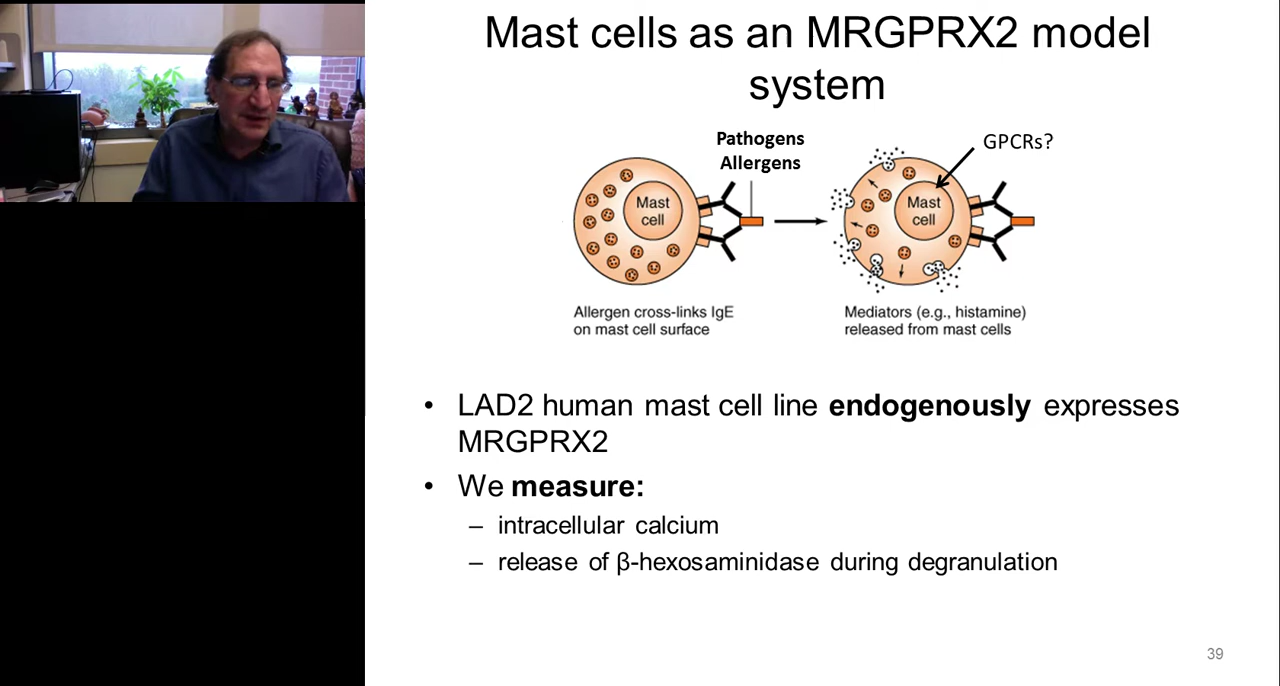 Mast cells as an MRGPRX2 model
system
Pathogens
Allergens
GPCRs?
Mast
cell
Mast
cell
Allergen cross-links IgE
on mast cell surface
Mediators (e.g., histamine)
released from mast cells
• LAD2 human mast cell line endogenously expresses
MRGPRX2
• We measure:
– intracellular calcium
– release of β-hexosaminidase during degranulation
39